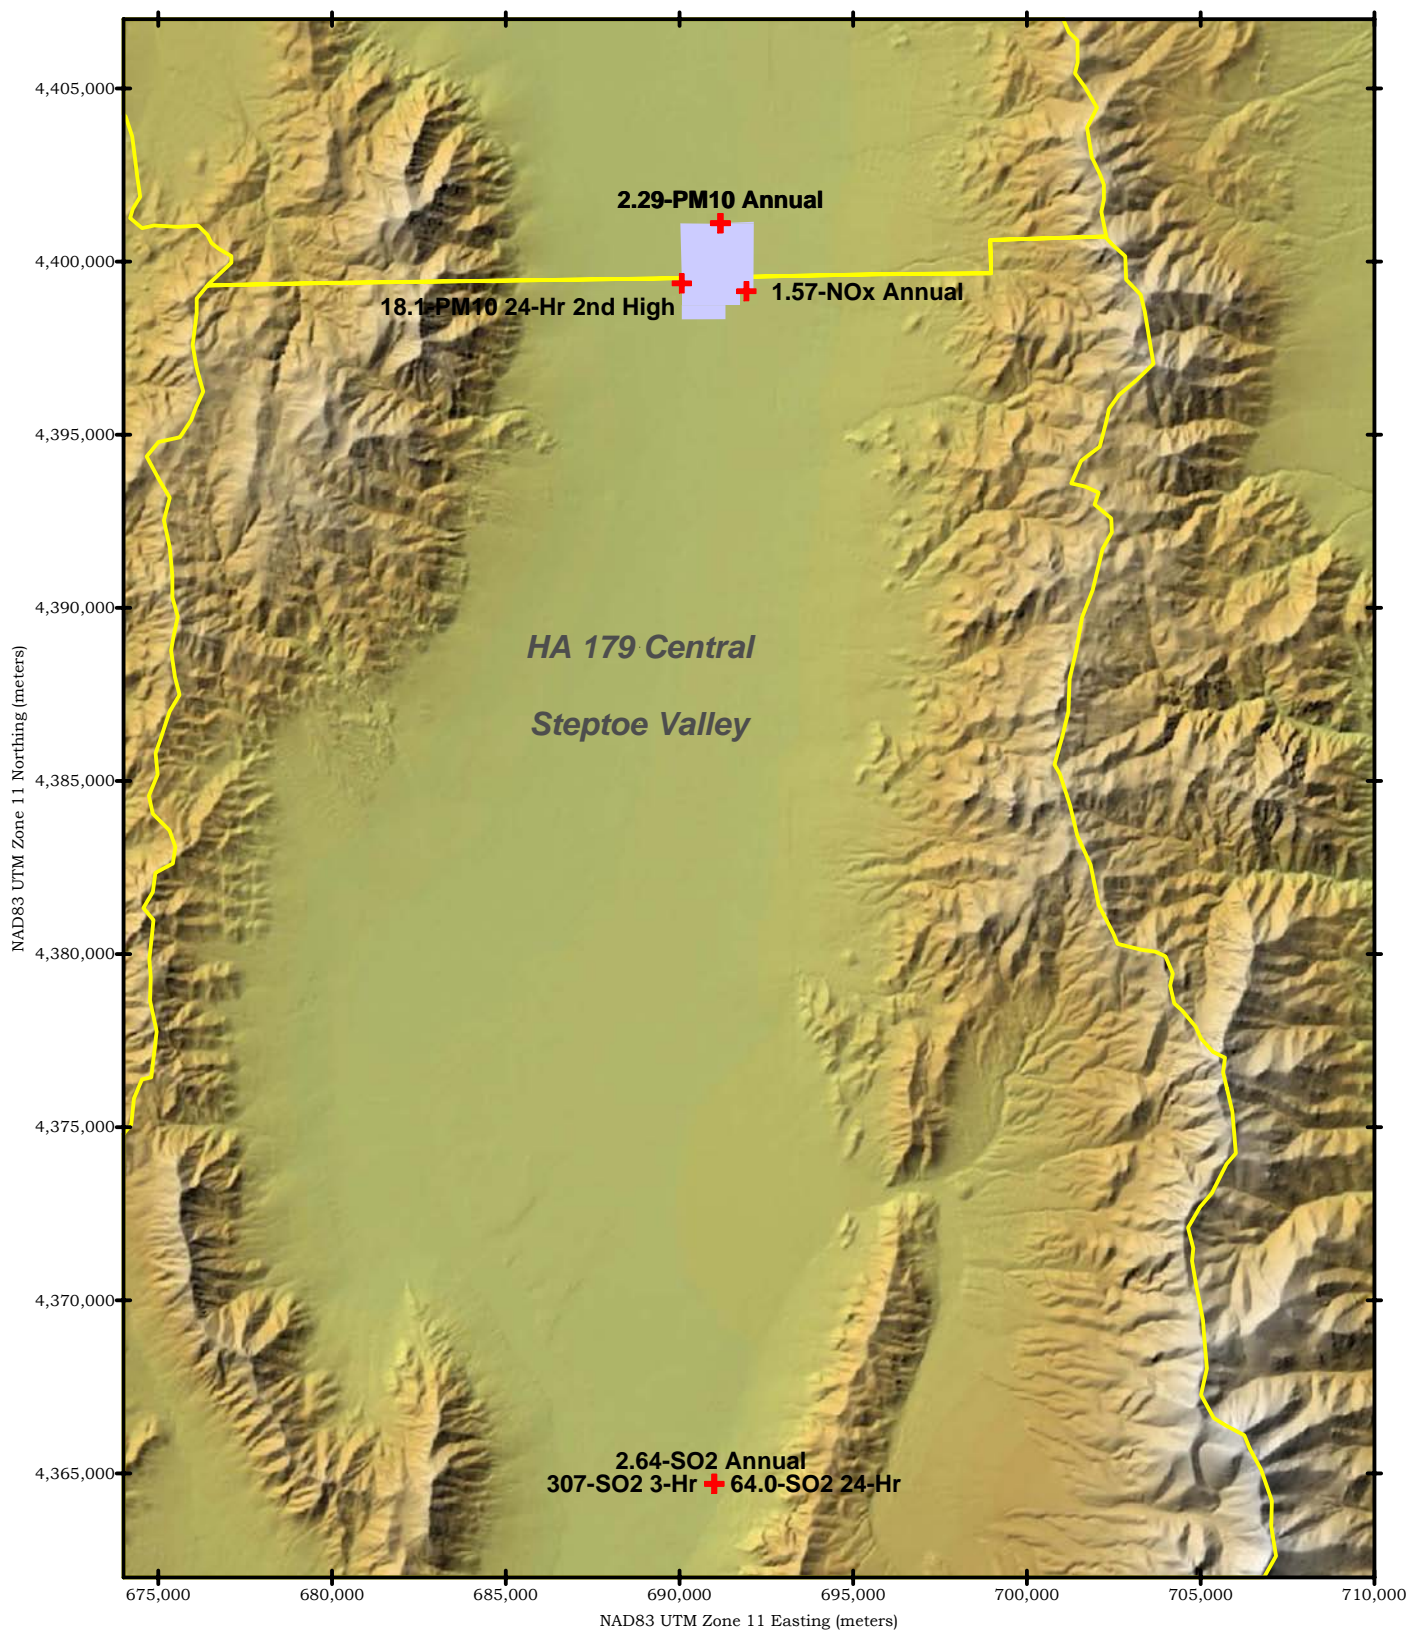 4,405,000
2.29-PM10 Annual
4,400,000
1.57-NOx Annual
18.1-PM10 24-Hr 2nd High
4,395,000
4,390,000
HA 179 Central
Steptoe Valley
4,385,000
NAD83 UTM Zone 11 Northing (meters)
4,380,000
4,375,000
4,370,000
2.64-SO2 Annual
4,365,000
307-SO2 3-Hr 64.0-SO2 24-Hr
675,000 680,000 685,000 690,000 695,000 700,000 705,000 710,000
NAD83 UTM Zone 11 Easting (meters)